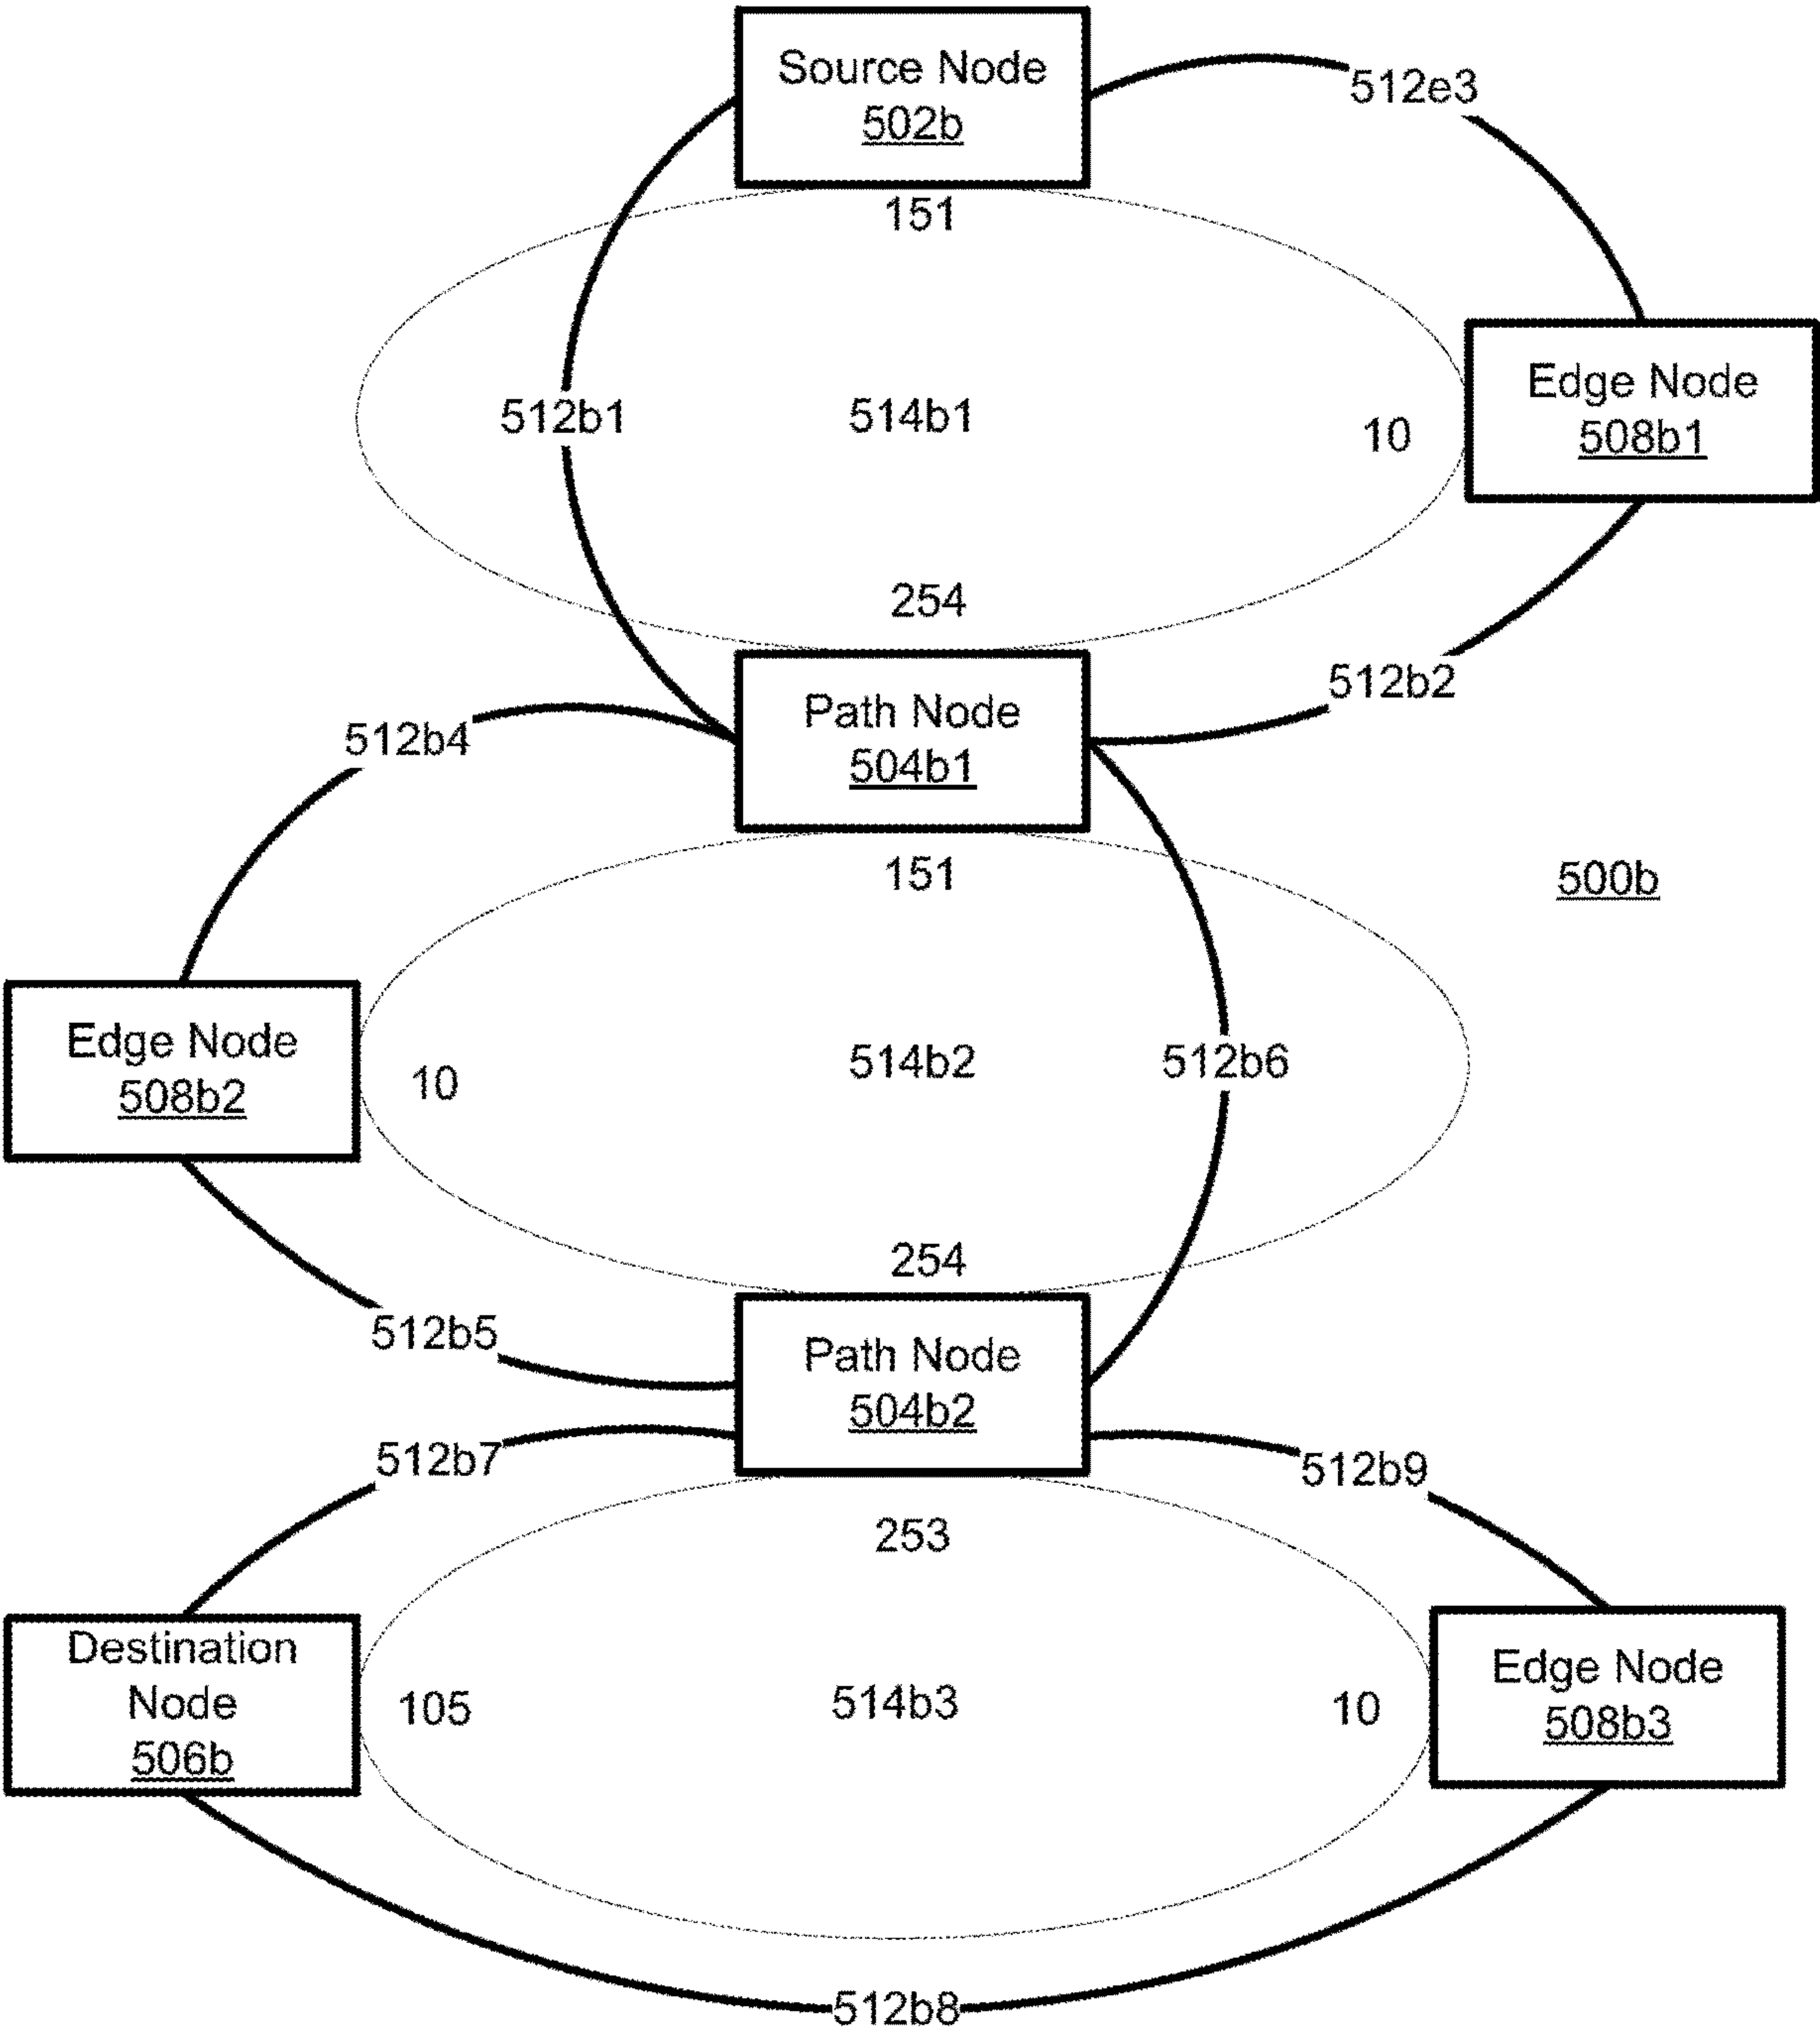 Source Node
502b
512e3
151
Edge Node
508b1
512b1
514b1
10
254
512b2
Path Node
504b1
512b4
151
500b
Edge Node
508b2
10
514b2
512b6
254
512b5
Path Node
504b2
512b7
512b9
253
Destination
Node
506b
105
514b3
10
Edge Node
508b3
512b8